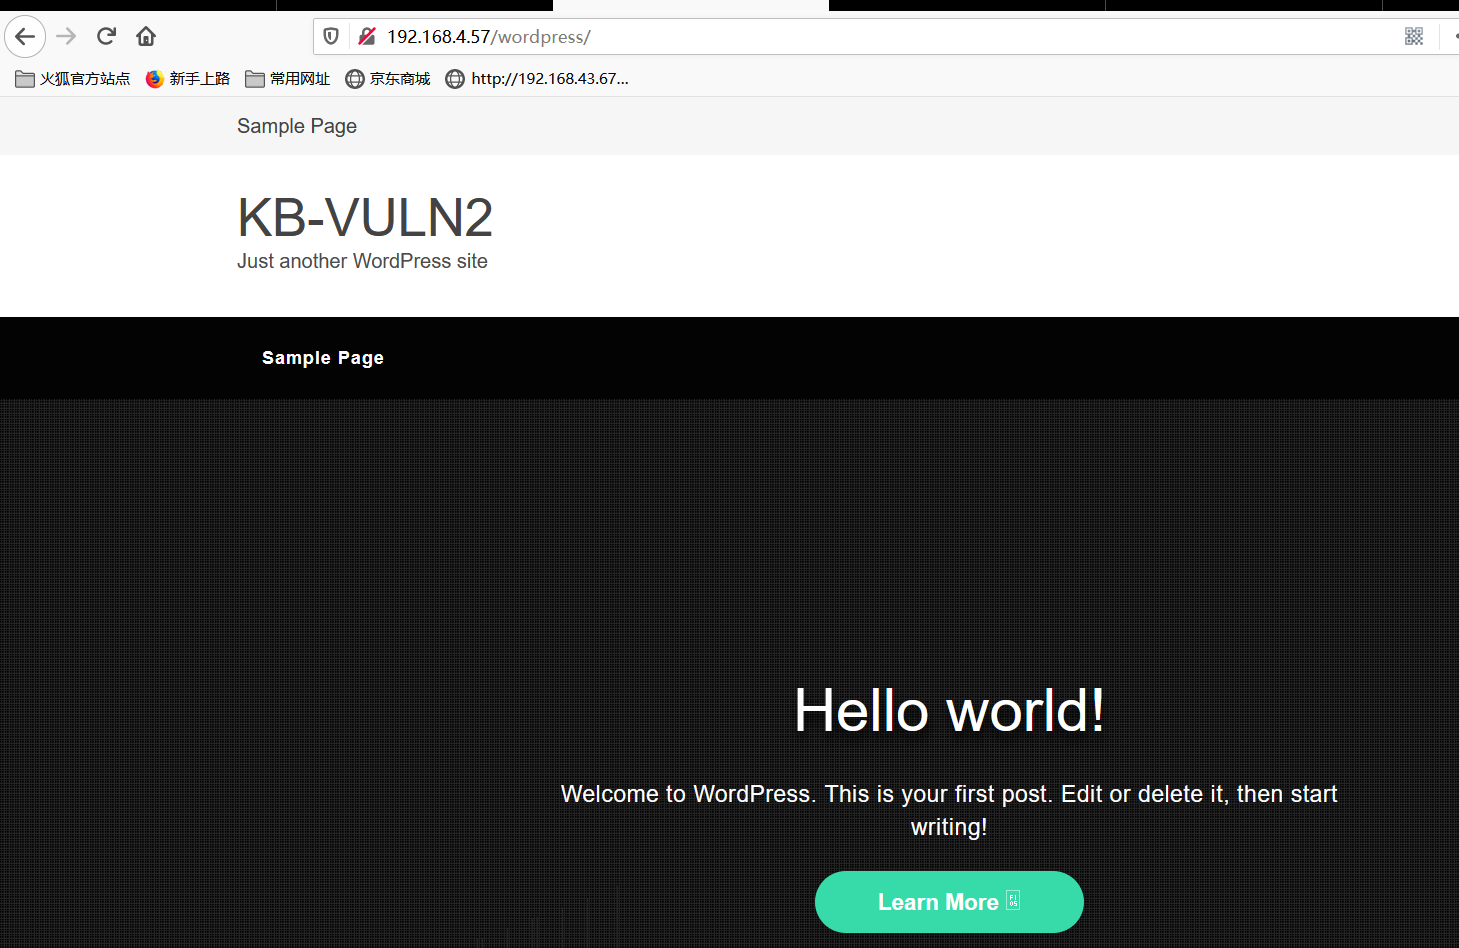 192.168.4.57/wordpress/
火狐官方站点 新手上路 常用网址 京东商城 http://192.168.43.67...
Sample Page
KB-VULN2
Just another WordPress site
Sample Page
Hello world!
Welcome to WordPress. This is your first post. Edit or delete it, then start
writing!
Learn More